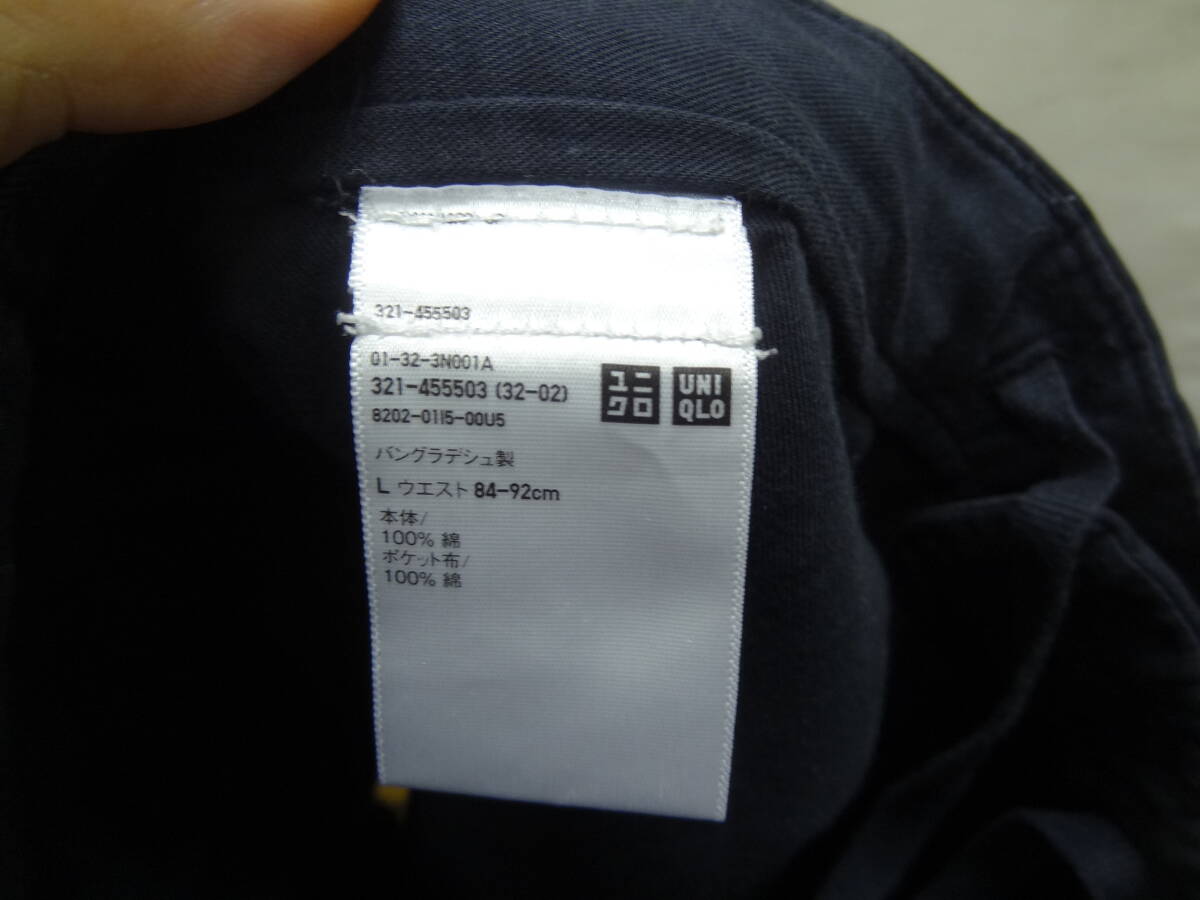 321-455503
01-32-3N001A
321-455503 (32-02)
8202-0115-00U5
ユニ
クロ
UNI
QLO
バングラデシュ製
L ウエスト 84-92cm
本体/
100% 綿
ポケット布/
100% 綿